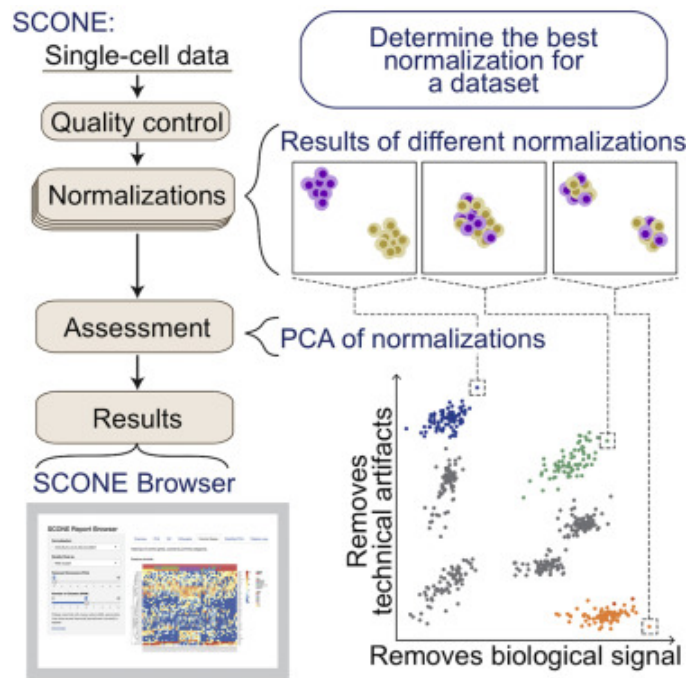 SCONE:
Single-cell data
Quality control
Normalizations
Assessment
Results
SCONE Browser
SCONE Report Browser
Determine the best
normalization for
a dataset
Results of different normalizations
PCA of normalizations
Removes
technical artifacts
Removes biological signal